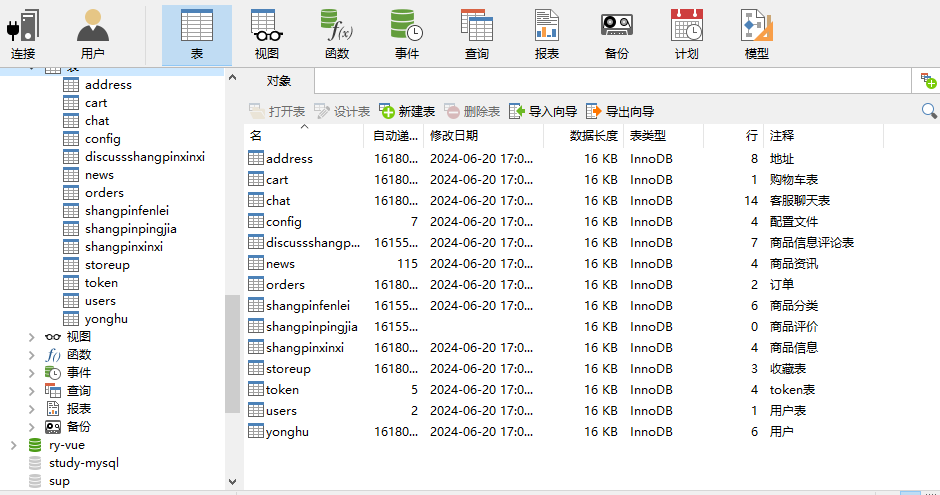 连接 用户 表 视图 函数 事件 查询 报表 备份 计划 模型
表
address
cart
chat
config
discussshangpinxinxi
news
orders
shangpinfenlei
shangpinpingjia
shangpinxinxi
storeup
token
users
yonghu
视图
函数
事件
查询
报表
备份
ry-vue
study-mysql
sup
对象
打开表 设计表 新建表 删除表 导入向导 导出向导
名 自动递... 修改日期 数据长度 表类型 行 注释
address 16180... 2024-06-20 17:0... 16 KB InnoDB 8 地址
cart 16180... 2024-06-20 17:0... 16 KB InnoDB 1 购物车表
chat 16180... 2024-06-20 17:0... 16 KB InnoDB 14 客服聊天表
config 7 2024-06-20 17:0... 16 KB InnoDB 4 配置文件
discussshangp... 16155... 2024-06-20 17:0... 16 KB InnoDB 7 商品信息评论表
news 115 2024-06-20 17:0... 16 KB InnoDB 4 商品资讯
orders 16180... 2024-06-20 17:0... 16 KB InnoDB 2 订单
shangpinfenlei 16155... 2024-06-20 17:0... 16 KB InnoDB 6 商品分类
shangpinpingjia 16155... 16 KB InnoDB 0 商品评价
shangpinxinxi 16180... 2024-06-20 17:0... 16 KB InnoDB 4 商品信息
storeup 16180... 2024-06-20 17:0... 16 KB InnoDB 3 收藏表
token 5 2024-06-20 17:0... 16 KB InnoDB 4 token表
users 2 2024-06-20 17:0... 16 KB InnoDB 1 用户表
yonghu 16180... 2024-06-20 17:0... 16 KB InnoDB 6 用户